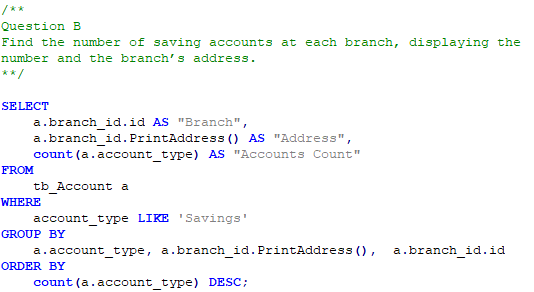 /**
Question B
Find the number of saving accounts at each branch, displaying the
number and the branch’s address.
**/
SELECT
a.branch_id.id AS "Branch",
a.branch_id.PrintAddress() AS "Address",
count(a.account_type) AS "Accounts Count"
FROM
tb_Account a
WHERE
account_type LIKE 'Savings'
GROUP BY
a.account_type, a.branch_id.PrintAddress(), a.branch_id.id
ORDER BY
count(a.account_type) DESC;